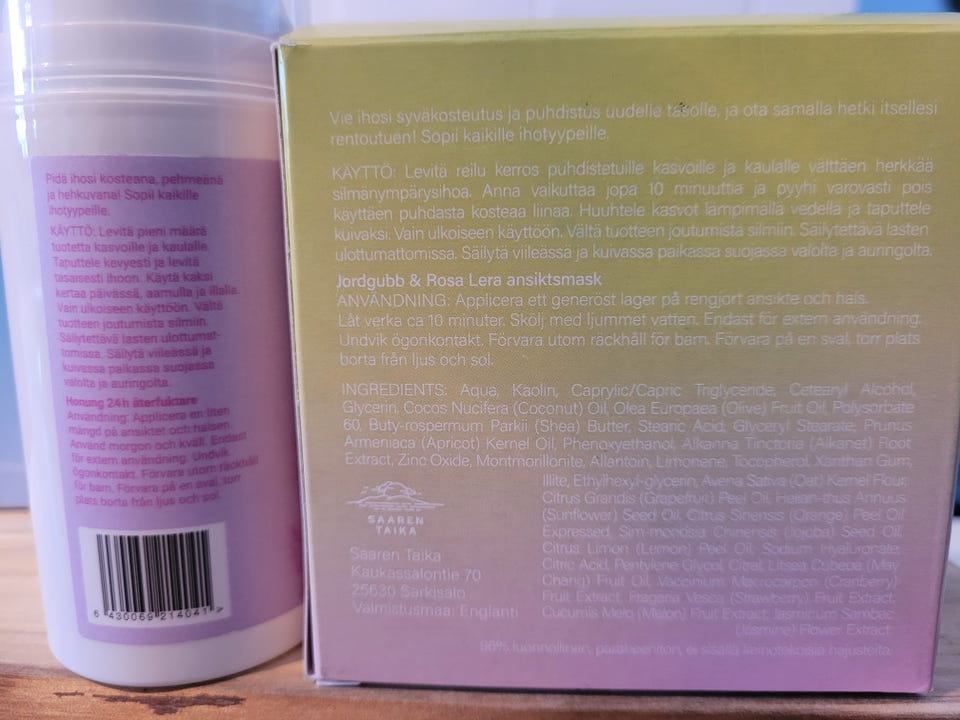 Pidä ihosi kosteana, pehmeänä
ja hehkuvana! Sopii kaikille
ihotyypeille.
KÄYTTÖ: Levitä pieni määrä
tuotetta kasvoille ja kaulalle.
Taputtele kevyesti ja levitä
tasaisesti ihoon. Käytä kaksi
kertaa päivässä, aamulla ja illalla.
Vain ulkoiseen käyttöön. Vältä
tuotteen joutumista silmiin.
Säilytettävä lasten ulottumat-
tomissa. Säilytä viileässä ja
kuivassa paikassa suojassa
valolta ja auringolta.
Honung 24h återfuktare
Användning: Applicera en liten
mängd på ansiktet och halsen.
Använd morgon och kväll. Endast
för extern användning. Undvik
ögonkontakt. Förvara utom räckhåll
för barn. Förvara på en sval, torr
plats borta från ljus och sol.
6 430069 214041 >
Vie ihosi syväkosteutus ja puhdistus uudelle tasolle, ja ota samalla hetki itsellesi
rentoutuen! Sopii kaikille ihotyypeille.
KÄYTTÖ: Levitä reilu kerros puhdistetuille kasvoille ja kaulalle välttäen herkkää
silmänympärysihoa. Anna vaikuttaa jopa 10 minuuttia ja pyyhi varovasti pois
käyttäen puhdasta kosteaa liinaa. Huuhtele kasvot lämpimällä vedellä ja taputtele
kuivaksi. Vain ulkoiseen käyttöön. Vältä tuotteen joutumista silmiin. Säilytettävä lasten
ulottumattomissa. Säilytä viileässä ja kuivassa paikassa suojassa valolta ja auringolta.
Jordgubb & Rosa Lera ansiktsmask
ANVÄNDNING: Applicera ett generöst lager på rengjort ansikte och hals.
Låt verka ca 10 minuter. Skölj med ljummet vatten. Endast för extern användning.
Undvik ögonkontakt. Förvara utom räckhåll för barn. Förvara på en sval, torr plats
borta från ljus och sol.
INGREDIENTS: Aqua, Kaolin, Caprylic/Capric Triglyceride, Cetearyl Alcohol,
Glycerin, Cocos Nucifera (Coconut) Oil, Olea Europaea (Olive) Fruit Oil, Polysorbate
60, Buty-rospermum Parkii (Shea) Butter, Stearic Acid, Glyceryl Stearate, Prunus
Armeniaca (Apricot) Kernel Oil, Phenoxyethanol, Alkanna Tinctoria (Alkanet) Root
Extract, Zinc Oxide, Montmorillonite, Allantoin, Limonene, Tocopherol, Xanthan Gum,
Illite, Ethylhexyl-glycerin, Avena Sativa (Oat) Kernel Flour,
Citrus Grandis (Grapefruit) Peel Oil, Helian-thus Annuus
(Sunflower) Seed Oil, Citrus Sinensis (Orange) Peel Oil
Expressed, Sim-mondsia Chinensis (Jojoba) Seed Oil,
Citrus Limon (Lemon) Peel Oil, Sodium Hyaluronate,
Citric Acid, Pentylene Glycol, Citral, Litsea Cubeba (May
Chang) Fruit Oil, Vaccinium Macrocarpon (Cranberry)
Fruit Extract, Fragaria Vesca (Strawberry) Fruit Extract,
Cucumis Melo (Melon) Fruit Extract, Jasminum Sambac
(Jasmine) Flower Extract
SAAREN
TAIKA
Saaren Taika
Kaukassalontie 70
25630 Särkisalo
Valmistusmaa: Englanti
96% luonnollinen, parabeeniton, ei sisällä keinotekoisia hajusteita.